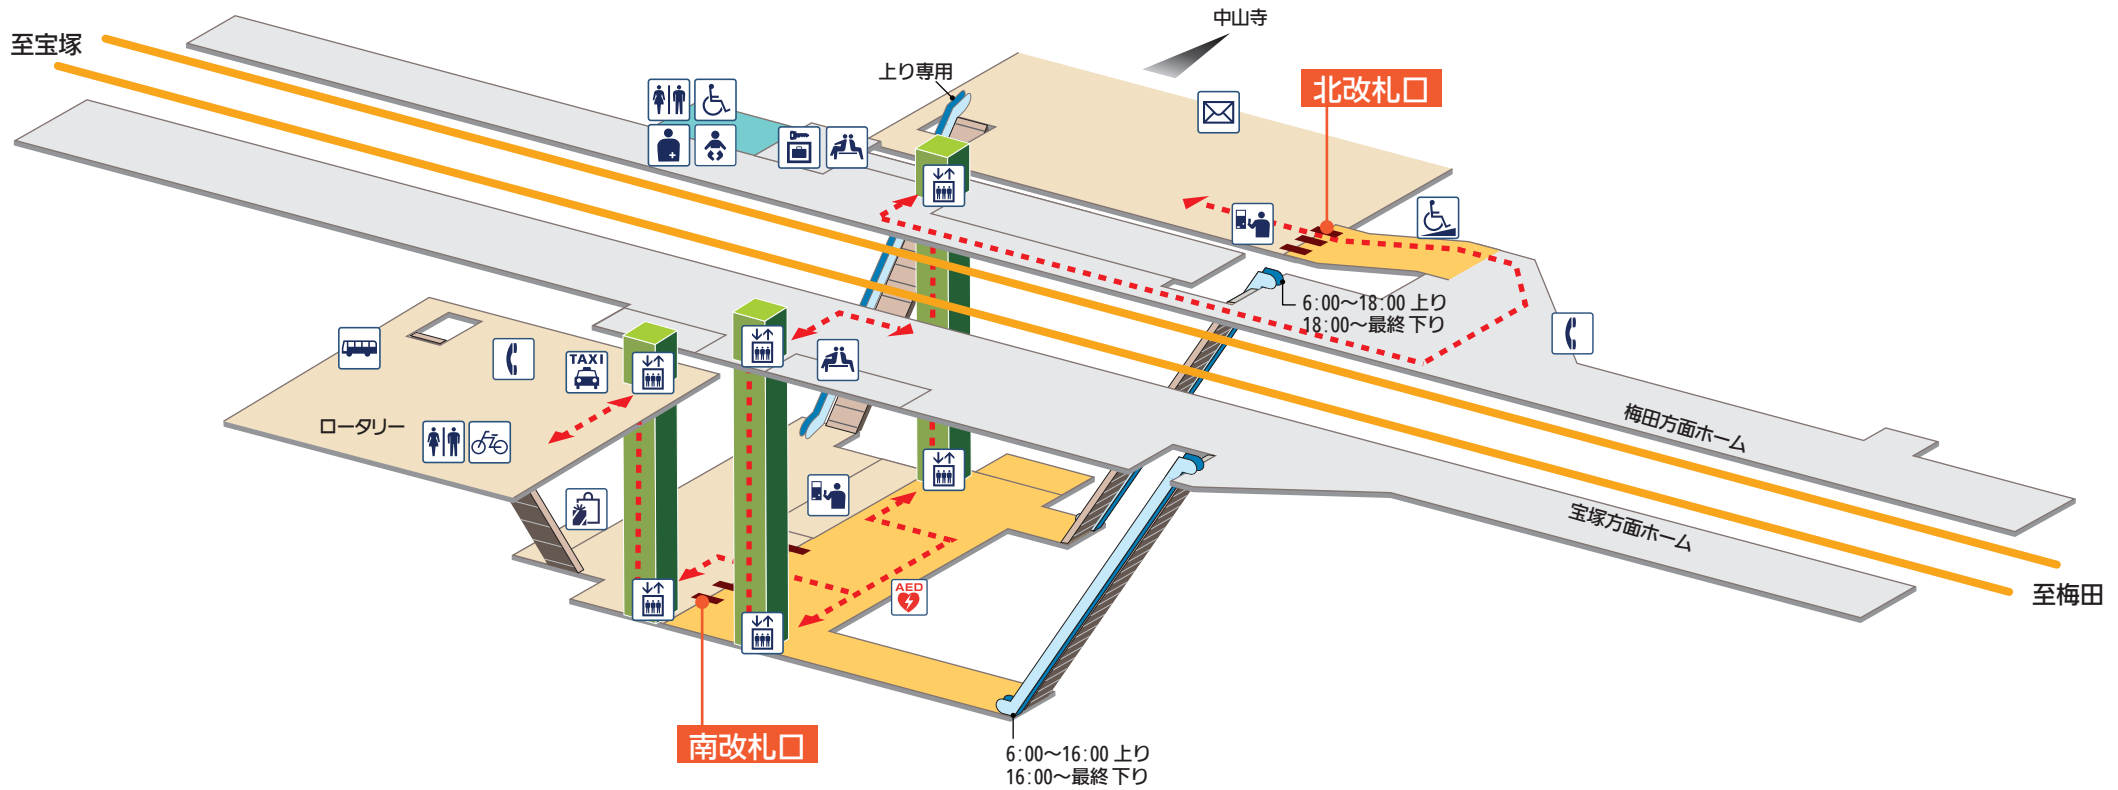 中山寺
至宝塚
上り専用
北改札口
6:00〜18:00 上り
18:00〜最終 下り
TAXI
ロータリー
梅田方面ホーム
宝塚方面ホーム
AED
至梅田
南改札口
6:00〜16:00 上り
16:00〜最終 下り